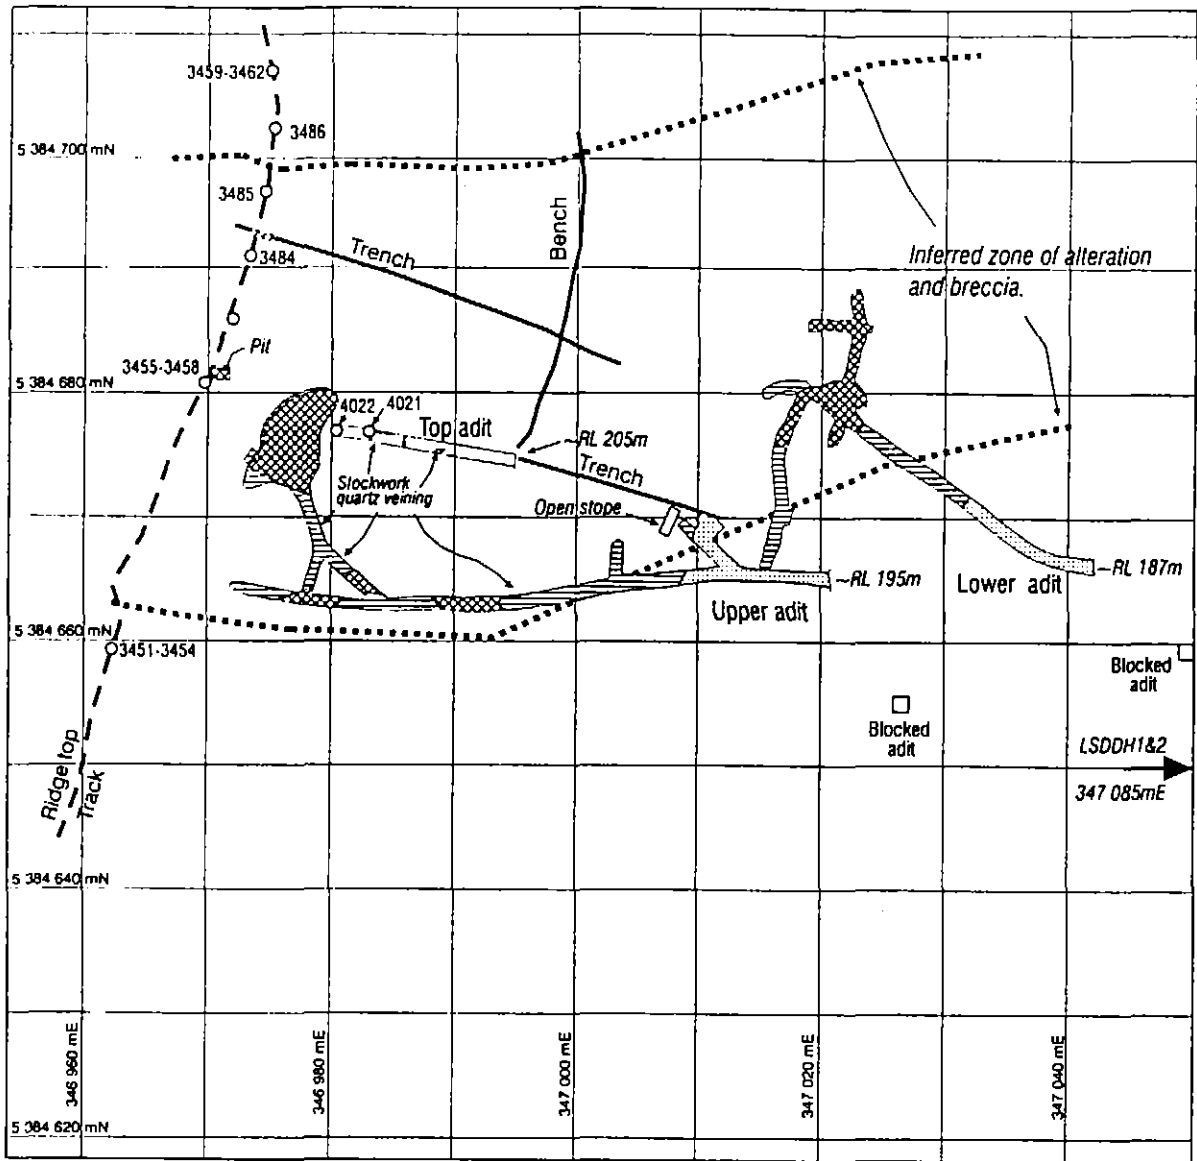 3459-3462
3486
5 384 700 mN
3485
3484
Trench
Bench
Inferred zone of alteration
and breccia.
Pit
3455-3458
5 384 680 mN
4022
4021
Top adit
~RL 205m
Trench
Stockwork
quartz veining
Open stope
~RL 195m
Upper adit
Lower adit
~RL 187m
5 384 660 mN
3451-3454
Blocked
adit
Blocked
adit
LSDDH1&2
347 085mE
Ridge top
Track
5 384 640 mN
346 960 mE
346 980 mE
347 000 mE
347 020 mE
347 040 mE
5 384 620 mN